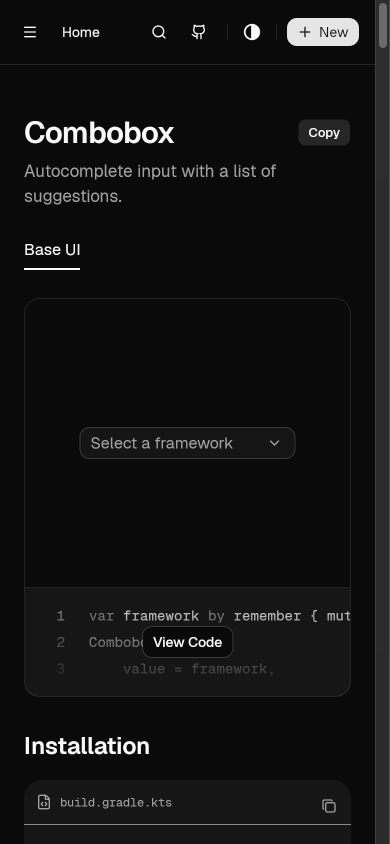 Home
New
Combobox
Copy
Autocomplete input with a list of
suggestions.
Base UI
Select a framework
1 var framework by remember { mut
2 Combob
View Code
3 value = framework,
Installation
build.gradle.kts